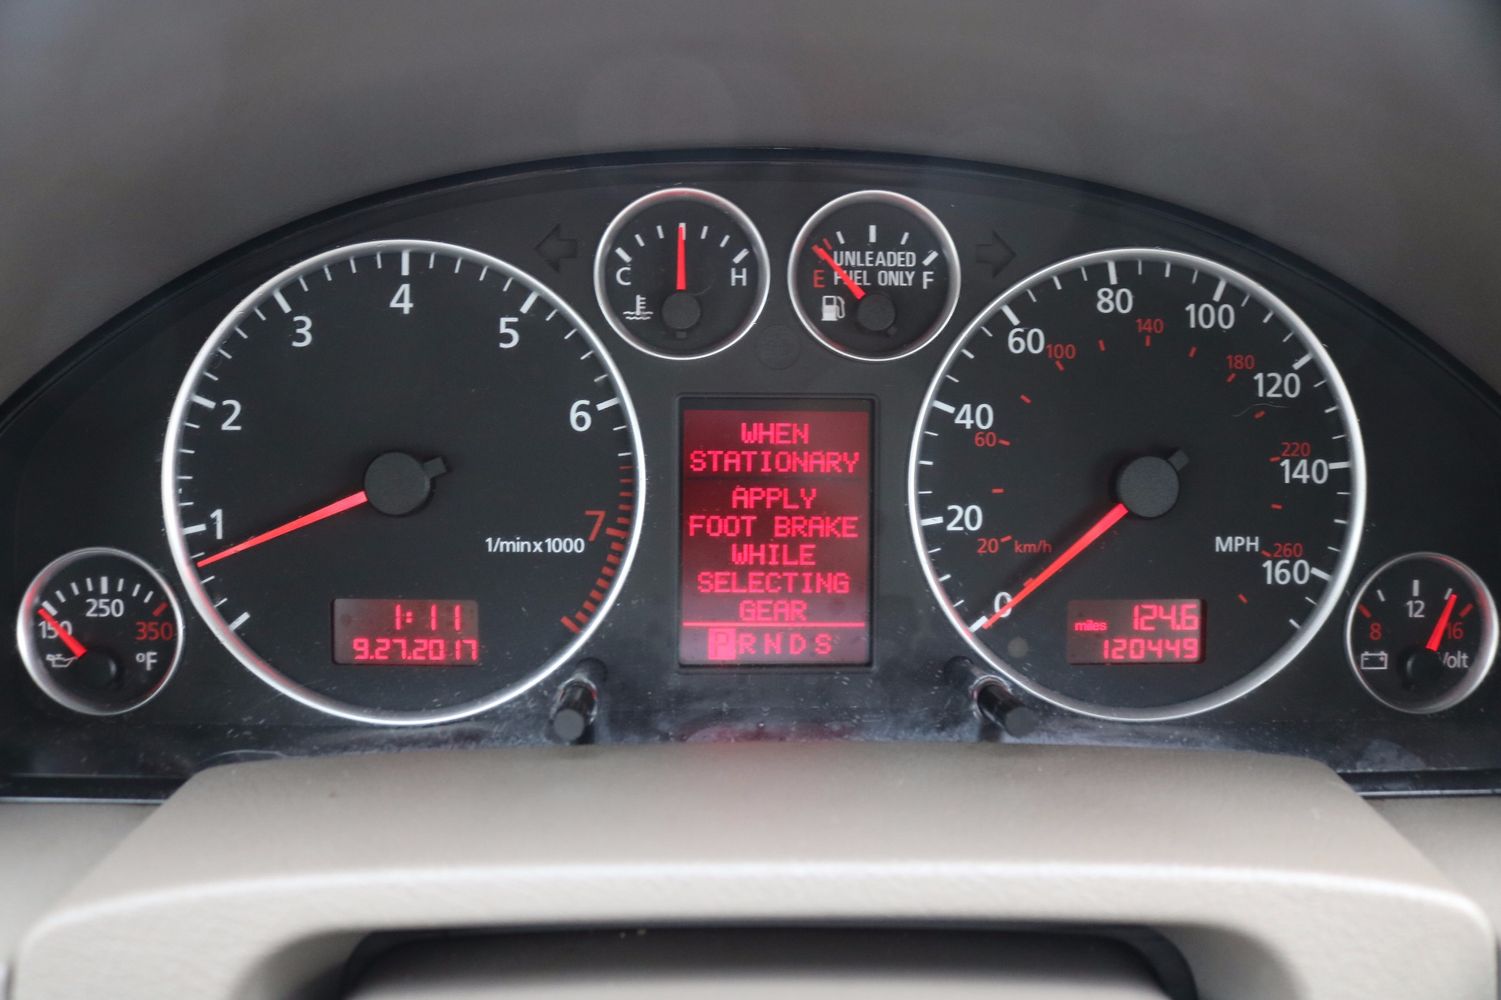 C
H
UNLEADED
E FUEL ONLY F
1
2
3
4
5
6
7
1/minx1000
1:11
9.27.2017
150
250
350
°F
WHEN
STATIONARY
APPLY
FOOT BRAKE
WHILE
SELECTING
GEAR
P R N D S
0
20
40
60
80
100
120
140
160
MPH
20 km/h
60
100
140
180
220
260
miles 124.6
120449
8
12
16
Volt